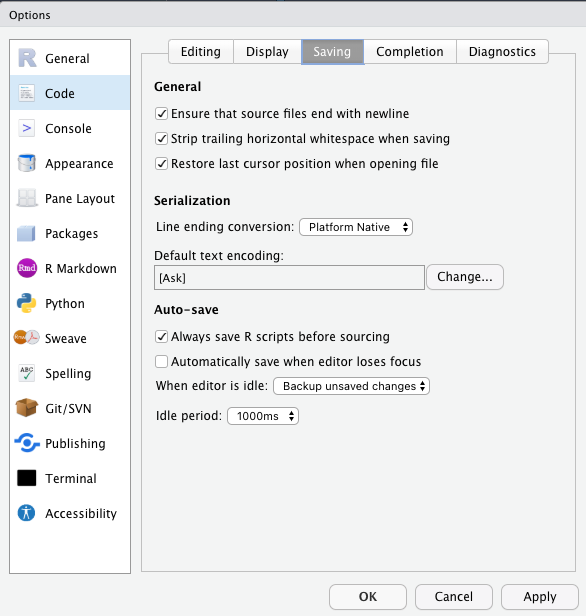 Options
General
Code
Console
Appearance
Pane Layout
Packages
Rmd R Markdown
Python
Sweave
ABC Spelling
Git/SVN
Publishing
Terminal
Accessibility
Editing Display Saving Completion Diagnostics
General
Ensure that source files end with newline
Strip trailing horizontal whitespace when saving
Restore last cursor position when opening file
Serialization
Line ending conversion: Platform Native
Default text encoding:
[Ask] Change...
Auto-save
Always save R scripts before sourcing
Automatically save when editor loses focus
When editor is idle: Backup unsaved changes
Idle period: 1000ms
OK Cancel Apply